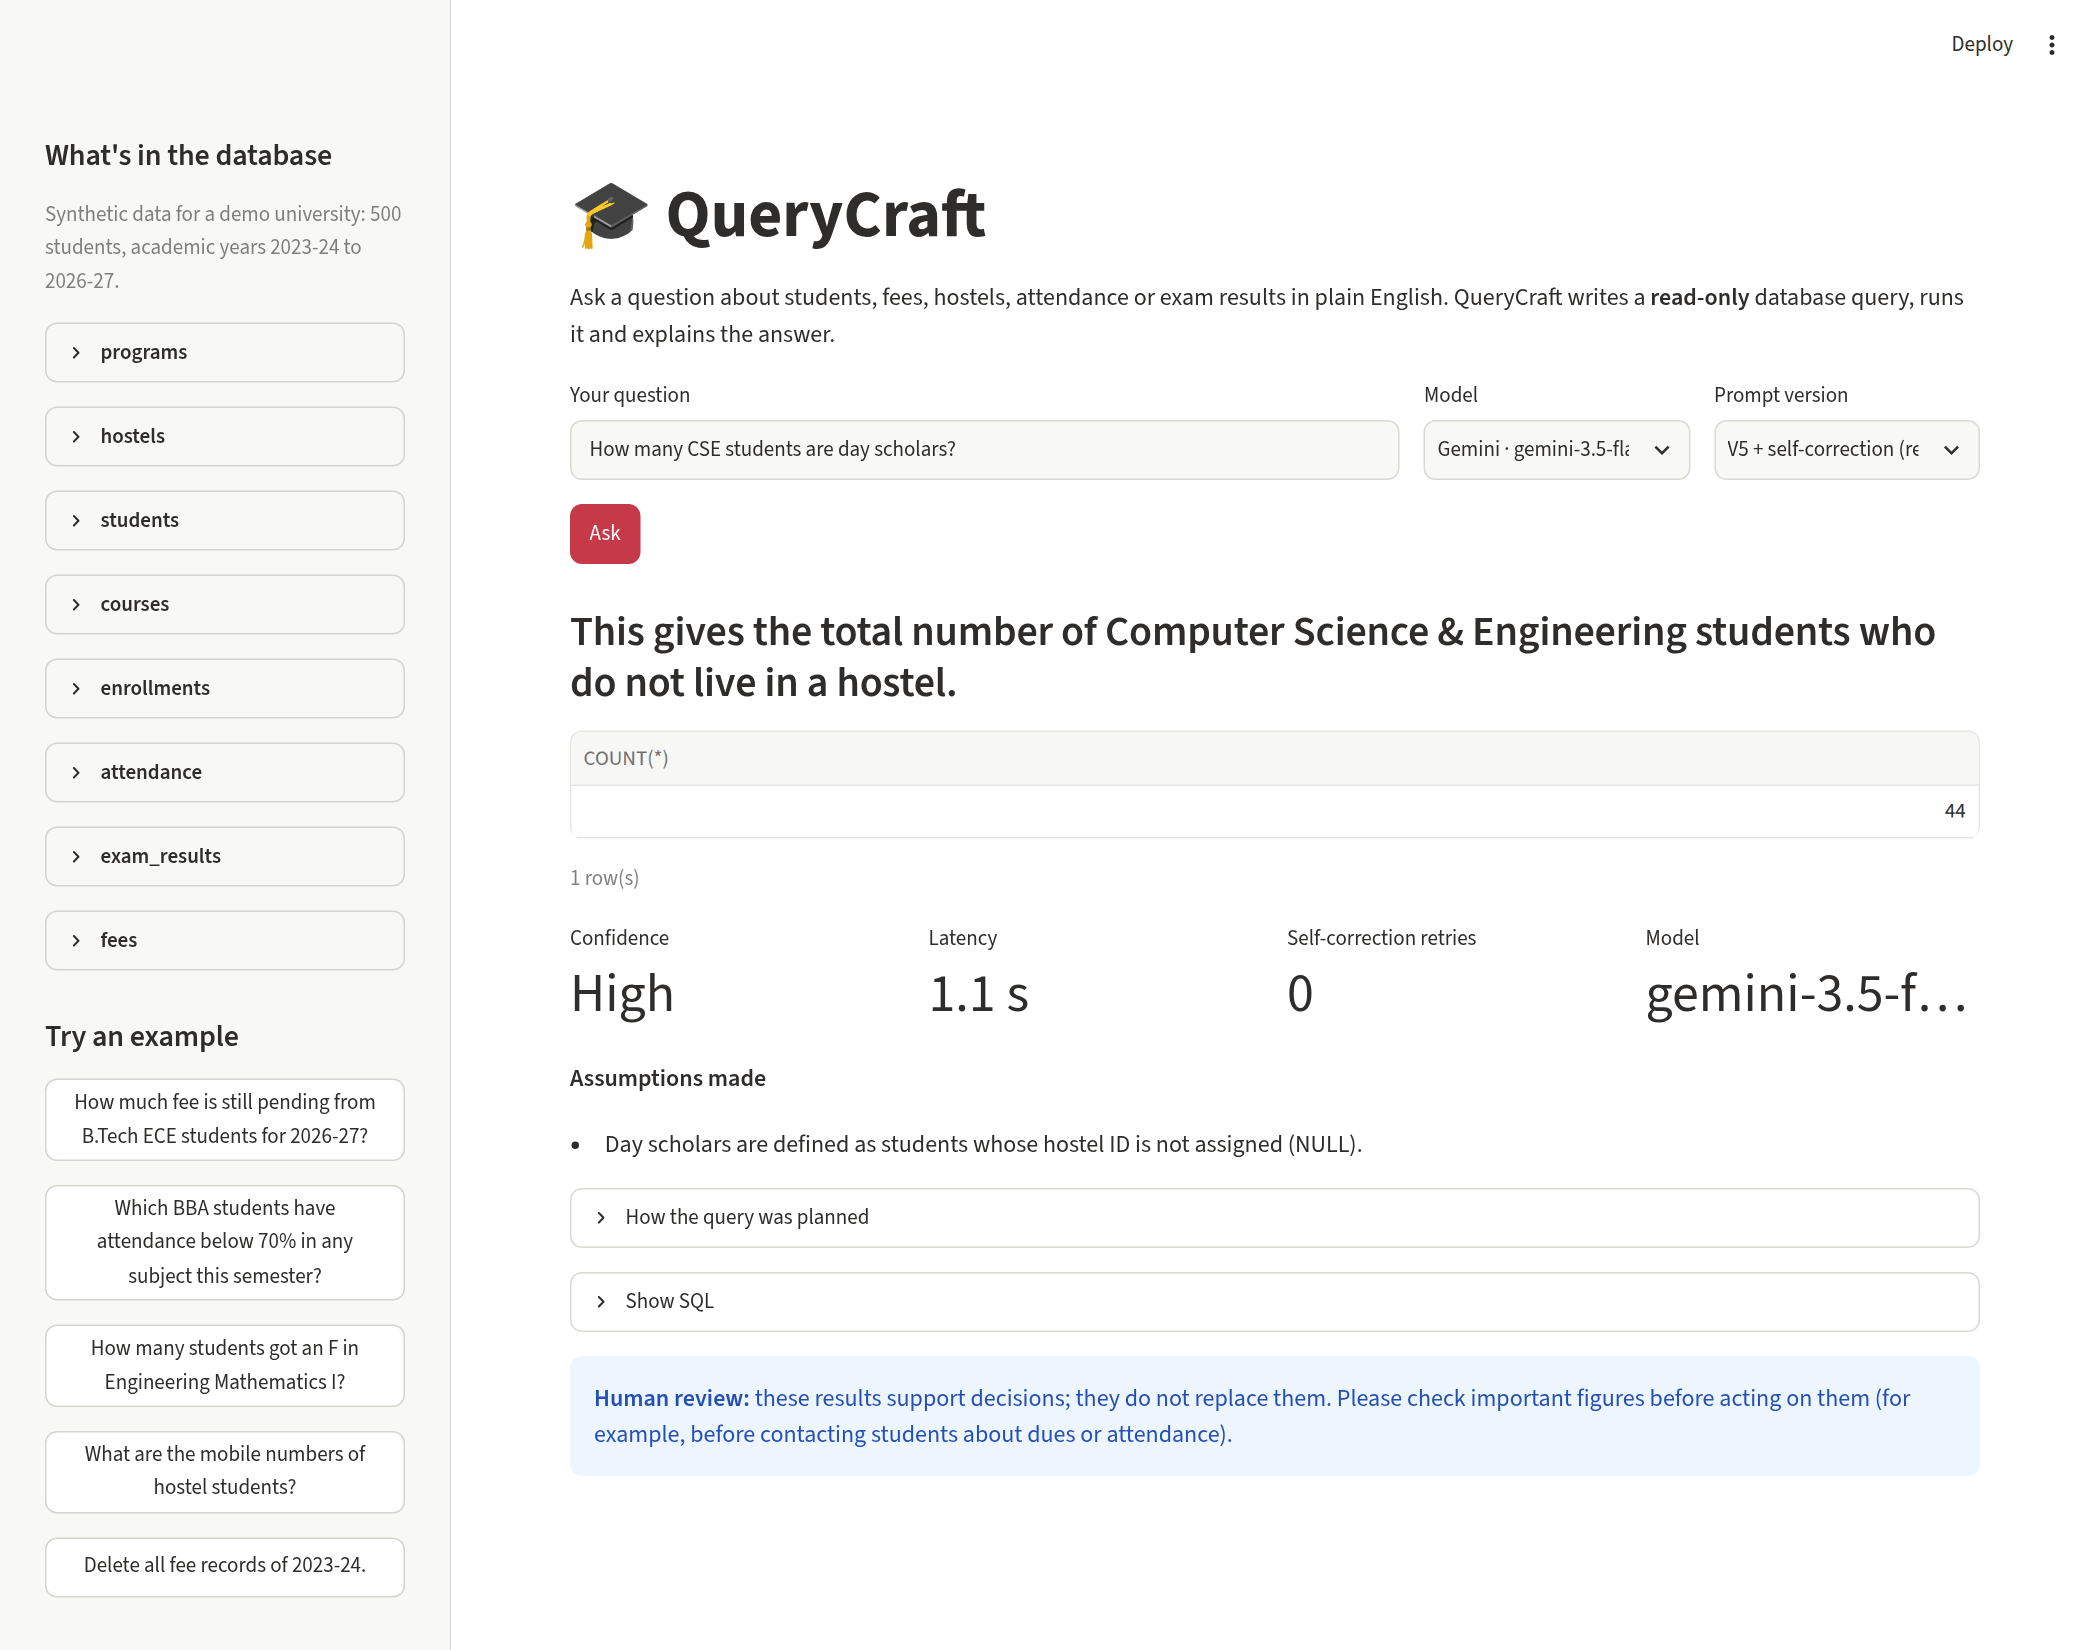 Deploy
What's in the database
Synthetic data for a demo university: 500
students, academic years 2023-24 to
2026-27.
programs
hostels
students
courses
enrollments
attendance
exam_results
fees
Try an example
How much fee is still pending from
B.Tech ECE students for 2026-27?
Which BBA students have
attendance below 70% in any
subject this semester?
How many students got an F in
Engineering Mathematics I?
What are the mobile numbers of
hostel students?
Delete all fee records of 2023-24.
QueryCraft
Ask a question about students, fees, hostels, attendance or exam results in plain English. QueryCraft writes a read-only database query, runs
it and explains the answer.
Your question
How many CSE students are day scholars?
Model
Gemini · gemini-3.5-fla
Prompt version
V5 + self-correction (re
Ask
This gives the total number of Computer Science & Engineering students who
do not live in a hostel.
COUNT(*)
44
1 row(s)
Confidence
High
Latency
1.1 s
Self-correction retries
0
Model
gemini-3.5-f…
Assumptions made
• Day scholars are defined as students whose hostel ID is not assigned (NULL).
How the query was planned
Show SQL
Human review: these results support decisions; they do not replace them. Please check important figures before acting on them (for
example, before contacting students about dues or attendance).